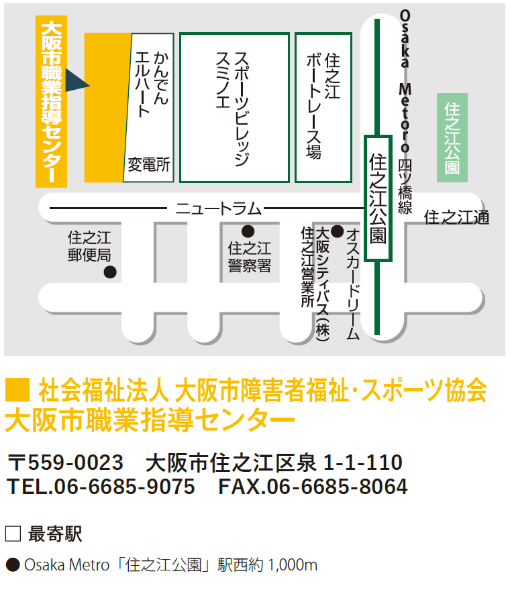 大阪市職業指導センター
かんでん
エルハート
変電所
スポーツビレッジ
スミノエ
住之江
ボートレース場
Osaka Metoro 四ツ橋線
住之江公園
住之江公園
ニュートラム
住之江通
住之江
郵便局
住之江
警察署
大阪シティバス(株)
住之江営業所
オスカードリーム
■ 社会福祉法人 大阪市障害者福祉・スポーツ協会
大阪市職業指導センター
〒559-0023 大阪市住之江区泉 1-1-110
TEL.06-6685-9075 FAX.06-6685-8064
□ 最寄駅
● Osaka Metro「住之江公園」駅西約 1,000m